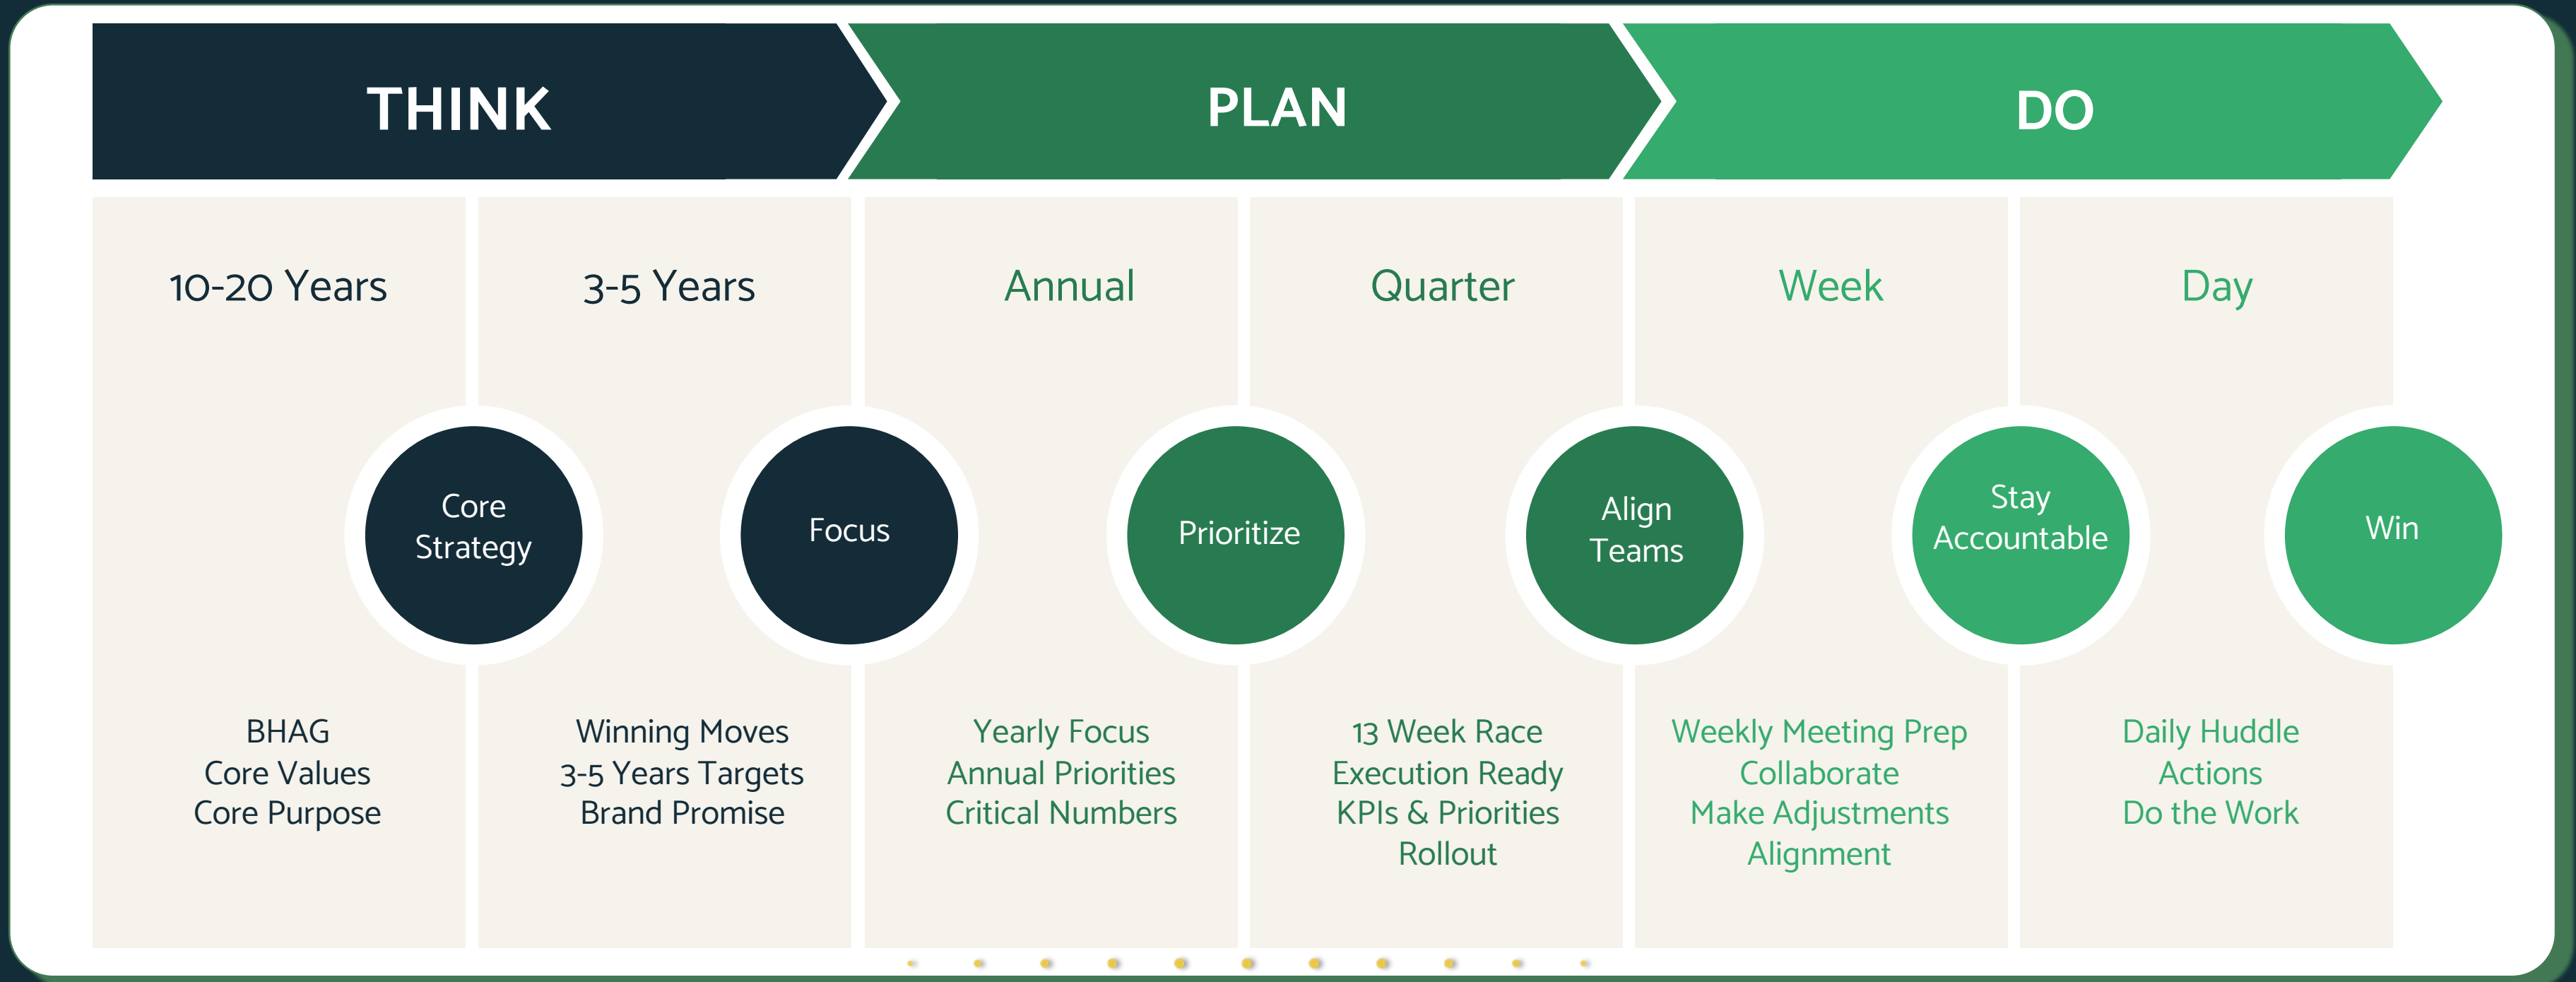 THINK
PLAN
DO
10-20 Years
3-5 Years
Annual
Quarter
Week
Day
Core
Strategy
Focus
Prioritize
Align
Teams
Stay
Accountable
Win
BHAG
Core Values
Core Purpose
Winning Moves
3-5 Years Targets
Brand Promise
Yearly Focus
Annual Priorities
Critical Numbers
13 Week Race
Execution Ready
KPIs & Priorities
Rollout
Weekly Meeting Prep
Collaborate
Make Adjustments
Alignment
Daily Huddle
Actions
Do the Work